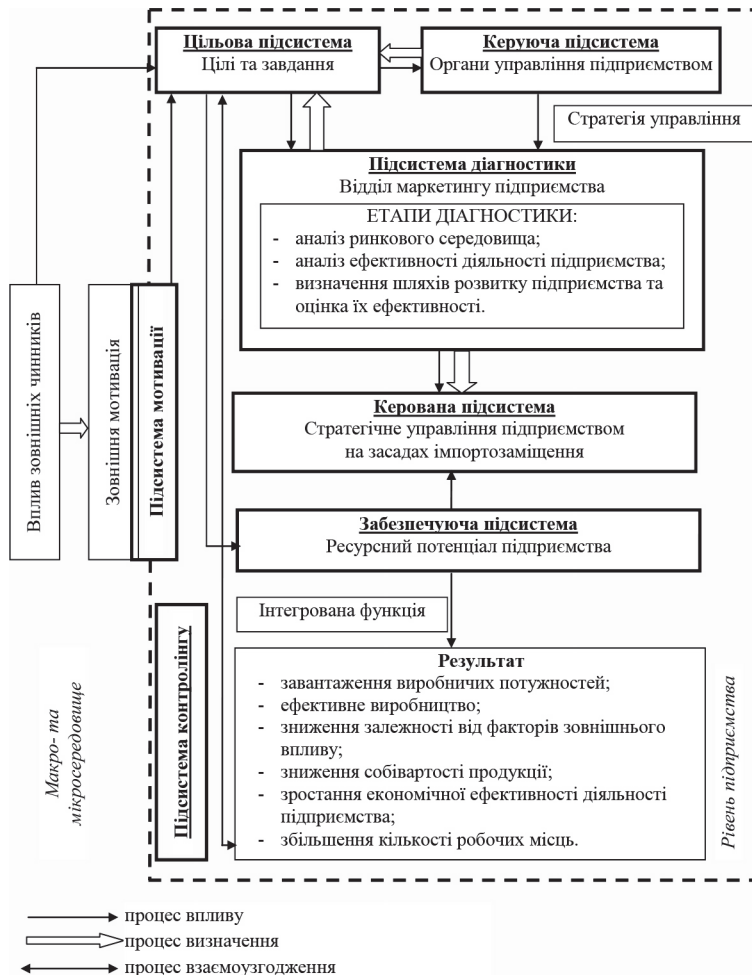 Цільова підсистема
Цілі та завдання
Керуюча підсистема
Органи управління підприємством
Стратегія управління
Підсистема діагностики
Відділ маркетингу підприємства
ЕТАПИ ДІАГНОСТИКИ:
- аналіз ринкового середовища;
- аналіз ефективності діяльності підприємства;
- визначення шляхів розвитку підприємства та
оцінка їх ефективності.
Вплив зовнішніх чинників
Зовнішня мотивація
Підсистема мотивації
Керована підсистема
Стратегічне управління підприємством
на засадах імпортозаміщення
Забезпечуюча підсистема
Ресурсний потенціал підприємства
Інтегрована функція
Підсистема контролінгу
Результат
- завантаження виробничих потужностей;
- ефективне виробництво;
- зниження залежності від факторів зовнішнього
впливу;
- зниження собівартості продукції;
- зростання економічної ефективності діяльності
підприємства;
- збільшення кількості робочих місць.
Макро- та
мікросередовище
Рівень підприємства
процес впливу
процес визначення
процес взаємоузгодження